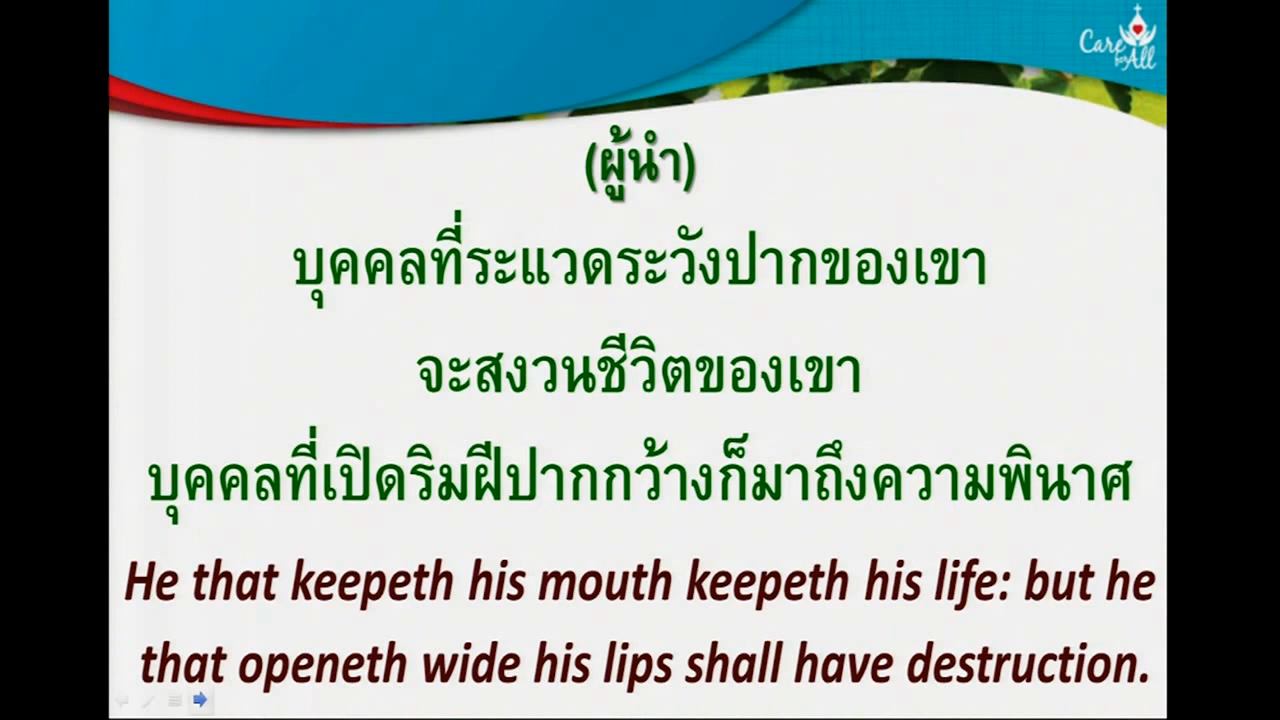 Care
for All
(ผู้นำ)
บุคคลที่ระแวดระวังปากของเขา
จะสงวนชีวิตของเขา
บุคคลที่เปิดริมฝีปากกว้างก็มาถึงความพินาศ
He that keepeth his mouth keepeth his life: but he
that openeth wide his lips shall have destruction.